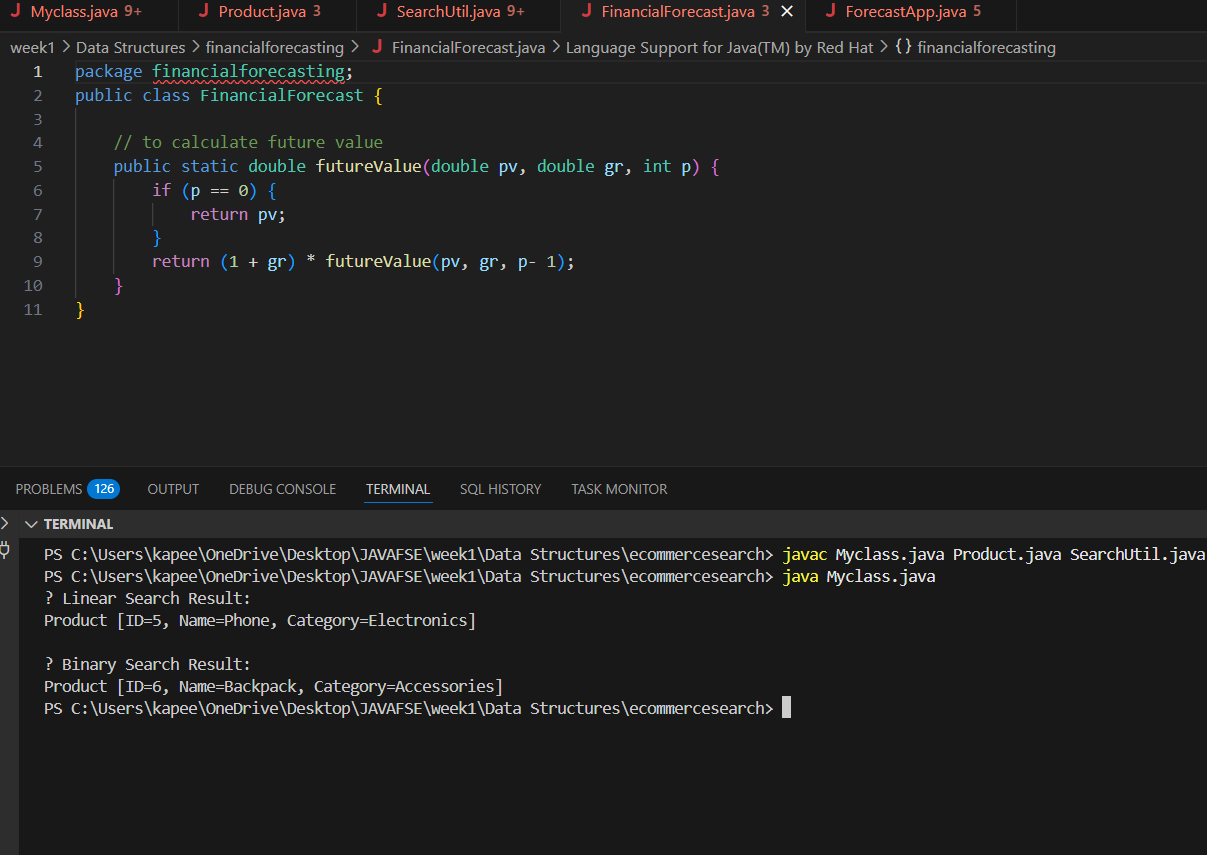 Myclass.java 9+ Product.java 3 SearchUtil.java 9+ FinancialForecast.java 3 ForecastApp.java 5
week1 > Data Structures > financialforecasting > FinancialForecast.java > Language Support for Java(TM) by Red Hat > {} financialforecasting
1 package financialforecasting;
2 public class FinancialForecast {
3
4 // to calculate future value
5 public static double futureValue(double pv, double gr, int p) {
6 if (p == 0) {
7 return pv;
8 }
9 return (1 + gr) * futureValue(pv, gr, p- 1);
10 }
11 }
PROBLEMS 126 OUTPUT DEBUG CONSOLE TERMINAL SQL HISTORY TASK MONITOR
TERMINAL
PS C:\Users\kapee\OneDrive\Desktop\JAVAFSE\week1\Data Structures\ecommercesearch> javac Myclass.java Product.java SearchUtil.java
PS C:\Users\kapee\OneDrive\Desktop\JAVAFSE\week1\Data Structures\ecommercesearch> java Myclass.java
? Linear Search Result:
Product [ID=5, Name=Phone, Category=Electronics]
? Binary Search Result:
Product [ID=6, Name=Backpack, Category=Accessories]
PS C:\Users\kapee\OneDrive\Desktop\JAVAFSE\week1\Data Structures\ecommercesearch>